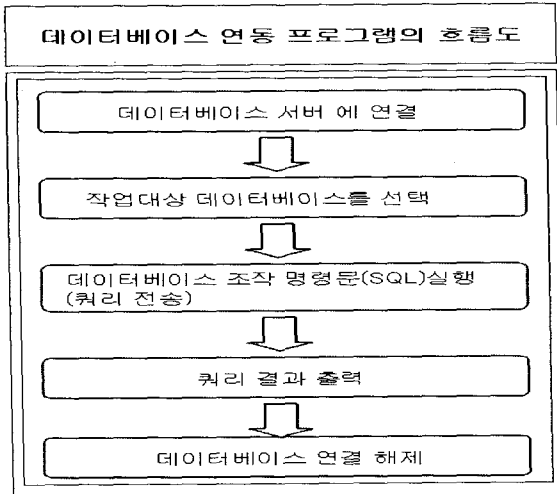 데이터베이스 연동 프로그램의 흐름도
데이터베이스 서버 에 연결
작업대상 데이터베이스를 선택
데이터베이스 조작 명령문(SQL)실행
(쿼리 전송)
쿼리 결과 출력
데이터베이스 연결 해제